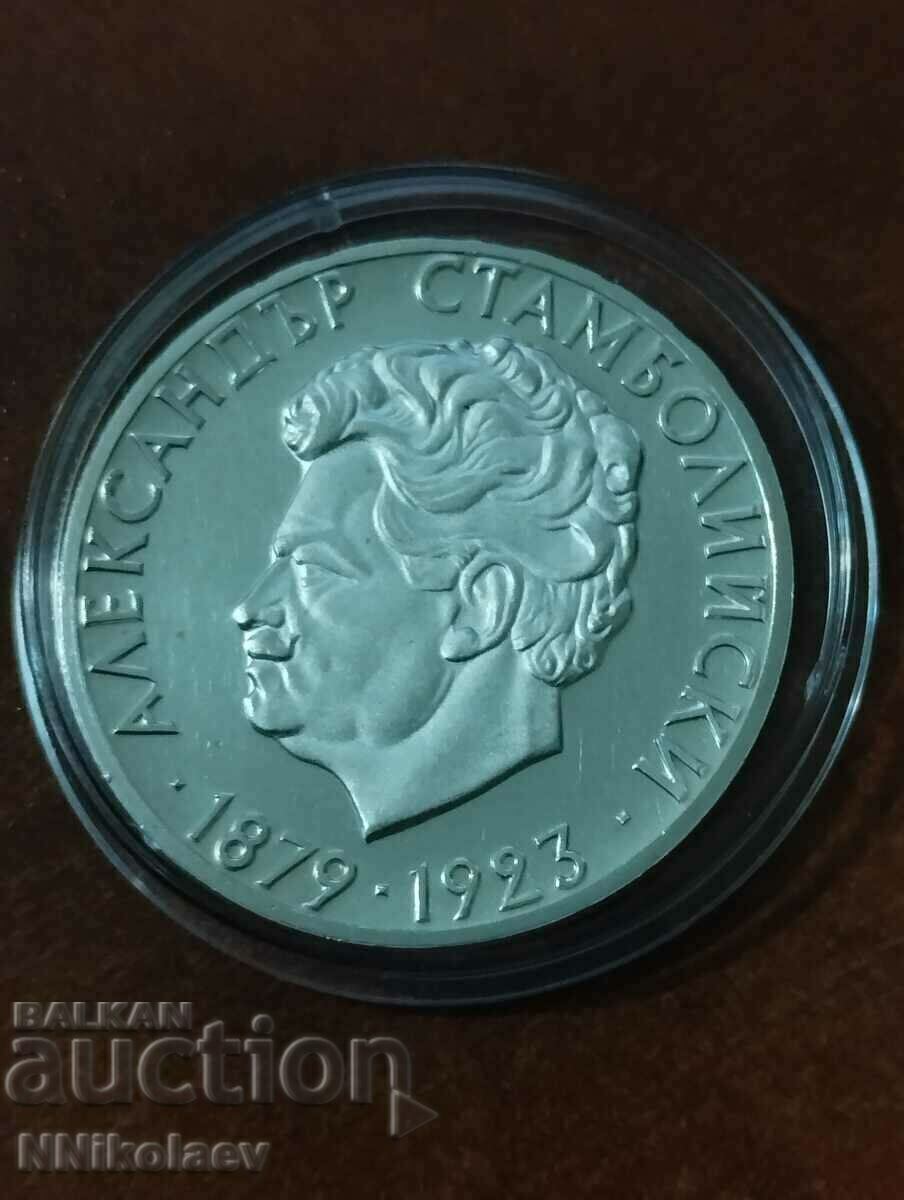 АЛЕКСАНДЪР СТАМБОЛИЙСКИ
· 1879 · 1923 ·
BALKAN
auction
NNikolaev